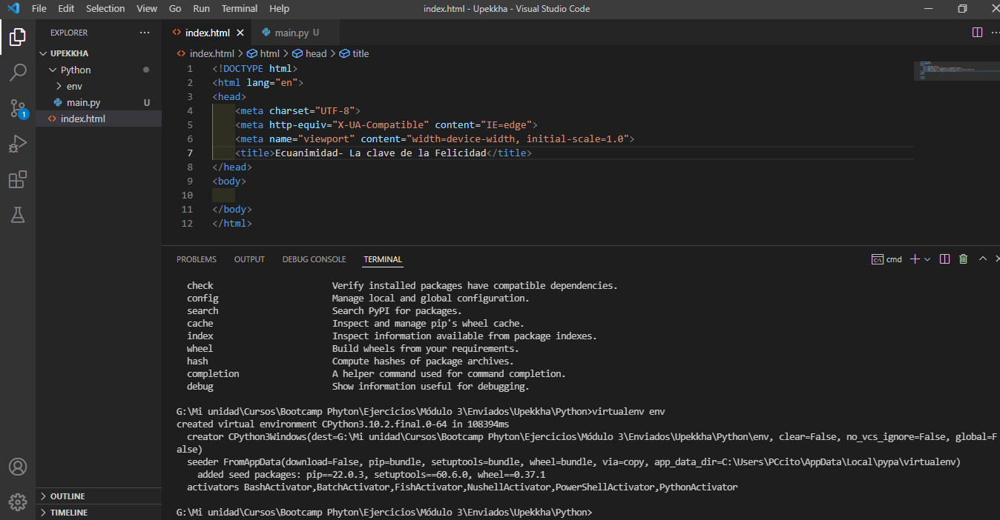 File Edit Selection View Go Run Terminal Help index.html - Upekkha - Visual Studio Code
EXPLORER
UPEKKHA
Python
env
main.py U
index.html
1
OUTLINE
TIMELINE
index.html main.py U
index.html > html > head > title
1 <!DOCTYPE html>
2 <html lang="en">
3 <head>
4 <meta charset="UTF-8">
5 <meta http-equiv="X-UA-Compatible" content="IE=edge">
6 <meta name="viewport" content="width=device-width, initial-scale=1.0">
7 <title>Ecuanimidad- La clave de la Felicidad</title>
8 </head>
9 <body>
10
11 </body>
12 </html>
PROBLEMS OUTPUT DEBUG CONSOLE TERMINAL cmd
check Verify installed packages have compatible dependencies.
config Manage local and global configuration.
search Search PyPI for packages.
cache Inspect and manage pip's wheel cache.
index Inspect information available from package indexes.
wheel Build wheels from your requirements.
hash Compute hashes of package archives.
completion A helper command used for command completion.
debug Show information useful for debugging.
G:\Mi unidad\Cursos\Bootcamp Phyton\Ejercicios\Módulo 3\Enviados\Upekkha\Python>virtualenv env
created virtual environment CPython3.10.2.final.0-64 in 108394ms
creator CPython3Windows(dest=G:\Mi unidad\Cursos\Bootcamp Phyton\Ejercicios\Módulo 3\Enviados\Upekkha\Python\env, clear=False, no_vcs_ignore=False, global=F
alse)
seeder FromAppData(download=False, pip=bundle, setuptools=bundle, wheel=bundle, via=copy, app_data_dir=C:\Users\PCcito\AppData\Local\pypa\virtualenv)
added seed packages: pip==22.0.3, setuptools==60.6.0, wheel==0.37.1
activators BashActivator,BatchActivator,FishActivator,NushellActivator,PowerShellActivator,PythonActivator
G:\Mi unidad\Cursos\Bootcamp Phyton\Ejercicios\Módulo 3\Enviados\Upekkha\Python>